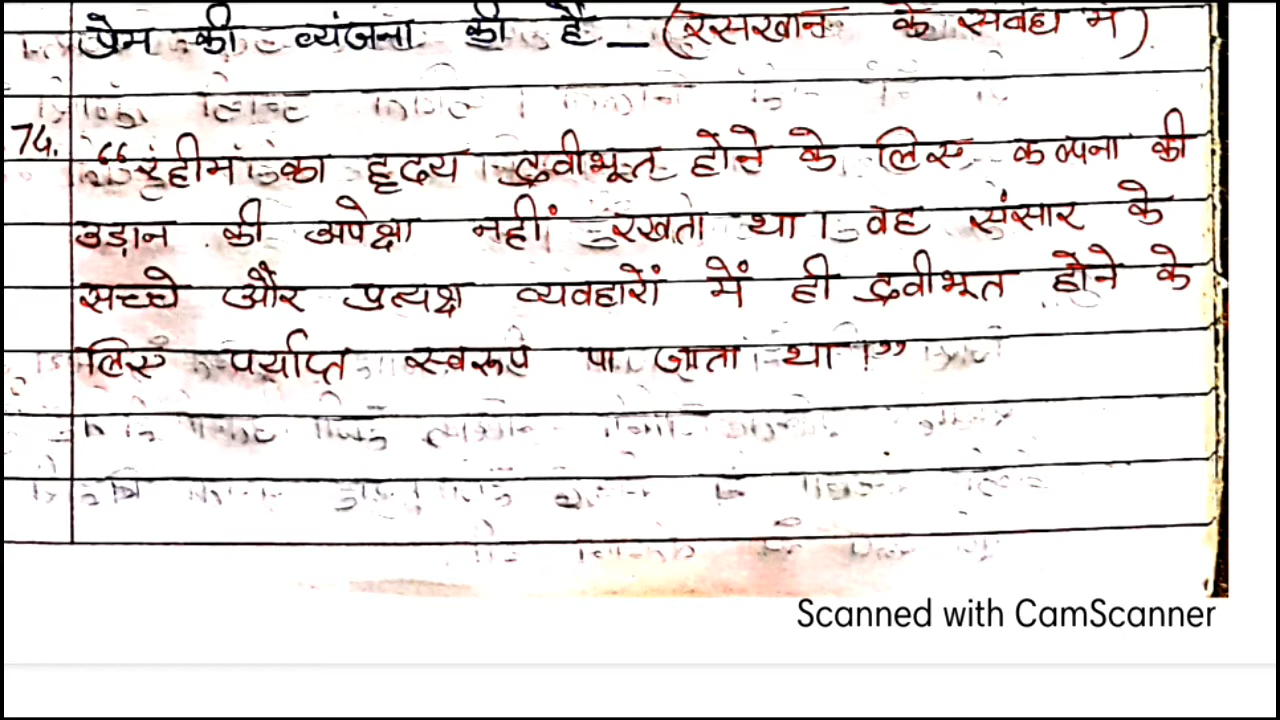 प्रेम की व्यंजना की है – (रसखान के संबंध में)
74. “रहीम का हृदय द्रवीभूत होने के लिए कल्पना की
उड़ान की अपेक्षा नहीं रखता था। वह संसार के
सच्चे और प्रत्यक्ष व्यवहारों में ही द्रवीभूत होने के
लिए पर्याप्त स्वरूप पा जाता था।”
Scanned with CamScanner